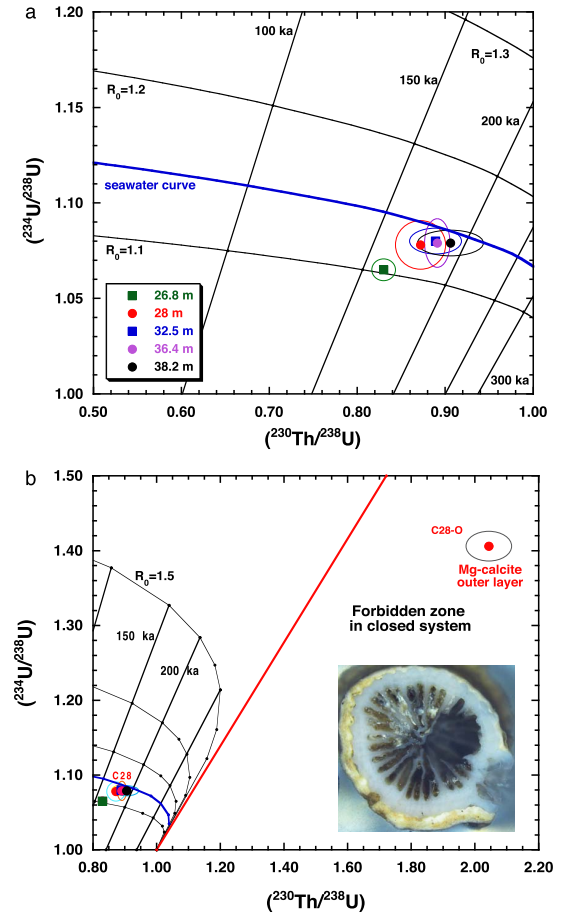 a
1.20
1.15
1.10
1.05
1.00
(²³⁴U/²³⁸U)
100 ka
150 ka
200 ka
300 ka
R₀=1.3
R₀=1.2
R₀=1.1
seawater curve
26.8 m
28 m
32.5 m
36.4 m
38.2 m
0.50 0.60 0.70 0.80 0.90 1.00
(²³⁰Th/²³⁸U)
b
1.50
1.40
1.30
1.20
1.10
1.00
(²³⁴U/²³⁸U)
R₀=1.5
150 ka
200 ka
C28
C28-O
Mg-calcite
outer layer
Forbidden zone
in closed system
0.80 1.00 1.20 1.40 1.60 1.80 2.00 2.20
(²³⁰Th/²³⁸U)